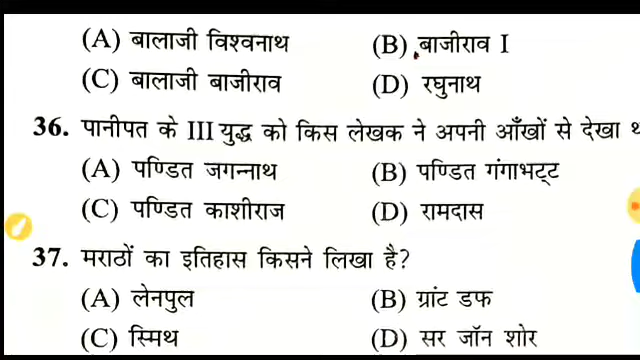 (A) बालाजी विश्वनाथ (B) बाजीराव I
(C) बालाजी बाजीराव (D) रघुनाथ
36. पानीपत के III युद्ध को किस लेखक ने अपनी आँखों से देखा
(A) पण्डित जगन्नाथ (B) पण्डित गंगाभट्ट
(C) पण्डित काशीराज (D) रामदास
37. मराठों का इतिहास किसने लिखा है?
(A) लेनपुल (B) ग्रांट डफ
(C) स्मिथ (D) सर जॉन शोर